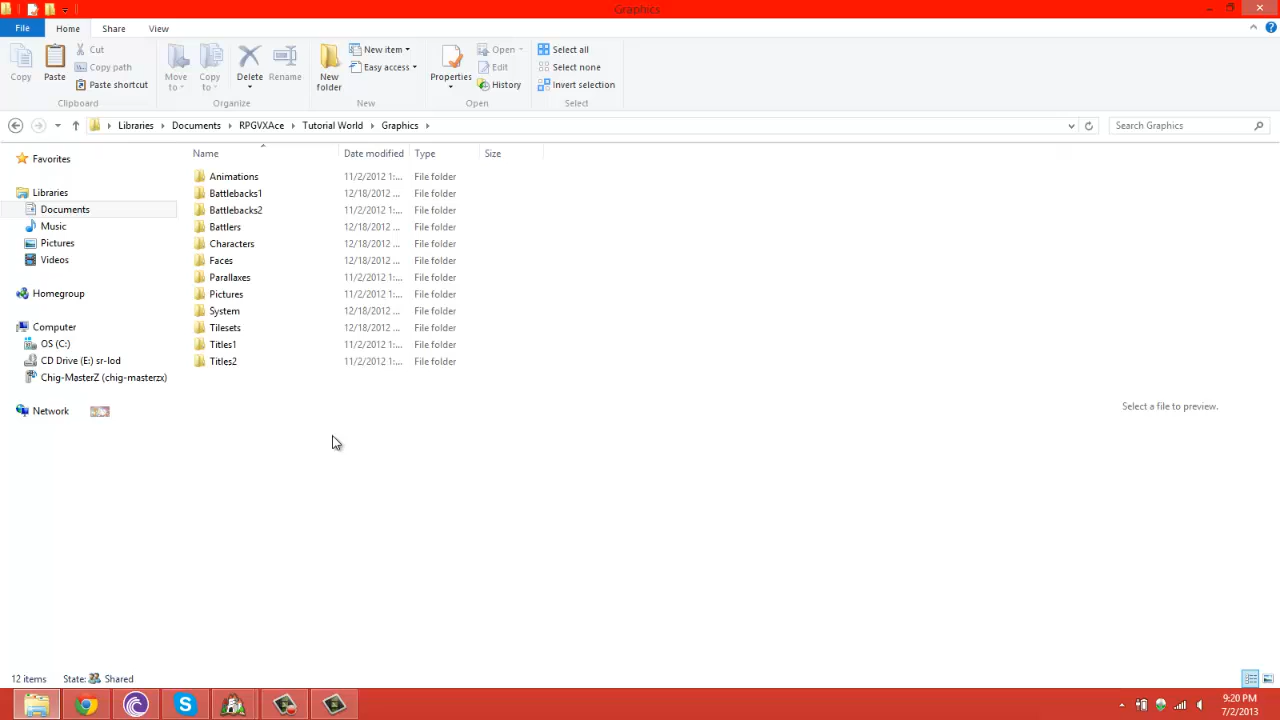 Graphics
File Home Share View
Copy Paste Cut Copy path Paste shortcut Move to Copy to Delete Rename New folder New item Easy access Properties Open Edit History Select all Select none Invert selection
Clipboard Organize New Open Select
Libraries Documents RPGVXAce Tutorial World Graphics Search Graphics
Name Date modified Type Size
Favorites
Libraries
Documents
Music
Pictures
Videos
Homegroup
Computer
OS (C:)
CD Drive (E:) sr-lod
Chig-MasterZ (chig-masterzx)
Network
Animations 11/2/2012 1:... File folder
Battlebacks1 12/18/2012 ... File folder
Battlebacks2 11/2/2012 1:... File folder
Battlers 12/18/2012 ... File folder
Characters 12/18/2012 ... File folder
Faces 12/18/2012 ... File folder
Parallaxes 11/2/2012 1:... File folder
Pictures 11/2/2012 1:... File folder
System 12/18/2012 ... File folder
Tilesets 12/18/2012 ... File folder
Titles1 11/2/2012 1:... File folder
Titles2 11/2/2012 1:... File folder
Select a file to preview.
12 items State: Shared
9:20 PM
7/2/2013